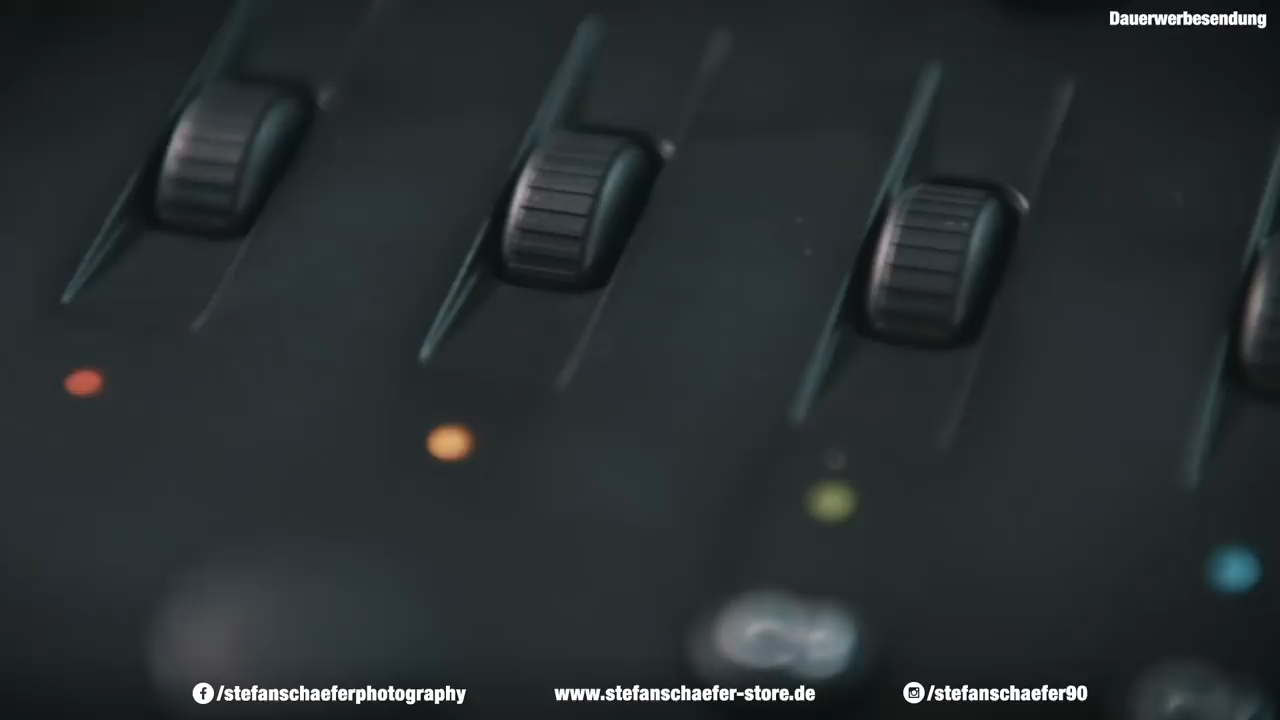 Dauerwerbesendung
/stefanschaeferphotography
www.stefanschaefer-store.de
/stefanschaefer90